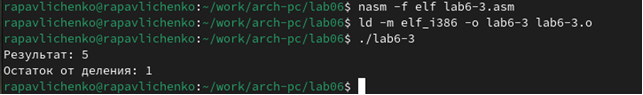 rapavlichenko@rapavlichenko:~/work/arch-pc/lab06$ nasm -f elf lab6-3.asm
rapavlichenko@rapavlichenko:~/work/arch-pc/lab06$ ld -m elf_i386 -o lab6-3 lab6-3.o
rapavlichenko@rapavlichenko:~/work/arch-pc/lab06$ ./lab6-3
Результат: 5
Остаток от деления: 1
rapavlichenko@rapavlichenko:~/work/arch-pc/lab06$